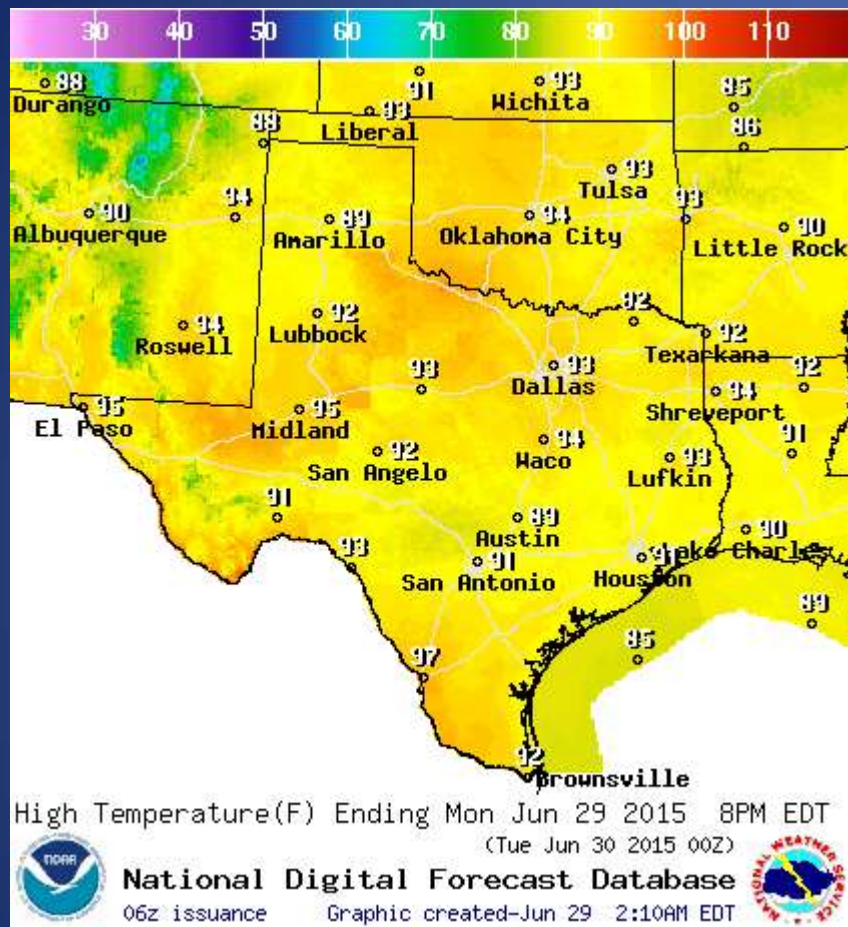 30 40 50 60 70 80 90 100 110
88
Durango
91
93
Wichita
85
93
Liberal
88
86
93
Tulsa
90
Albuquerque
94
89
Amarillo
94
Oklahoma City
93
90
Little Rock
94
Roswell
92
Lubbock
92
92
Texarkana
93
93
Dallas
94
Shreveport
92
95
El Paso
95
Midland
92
San Angelo
94
Waco
93
Lufkin
91
91
89
Austin
90
Lake Charles
93
91
San Antonio
91
Houston
89
85
97
92
Brownsville
High Temperature(F) Ending Mon Jun 29 2015 8PM EDT
(Tue Jun 30 2015 00Z)
NOAA
National Digital Forecast Database
06z issuance Graphic created-Jun 29 2:10AM EDT
NATIONAL WEATHER SERVICE